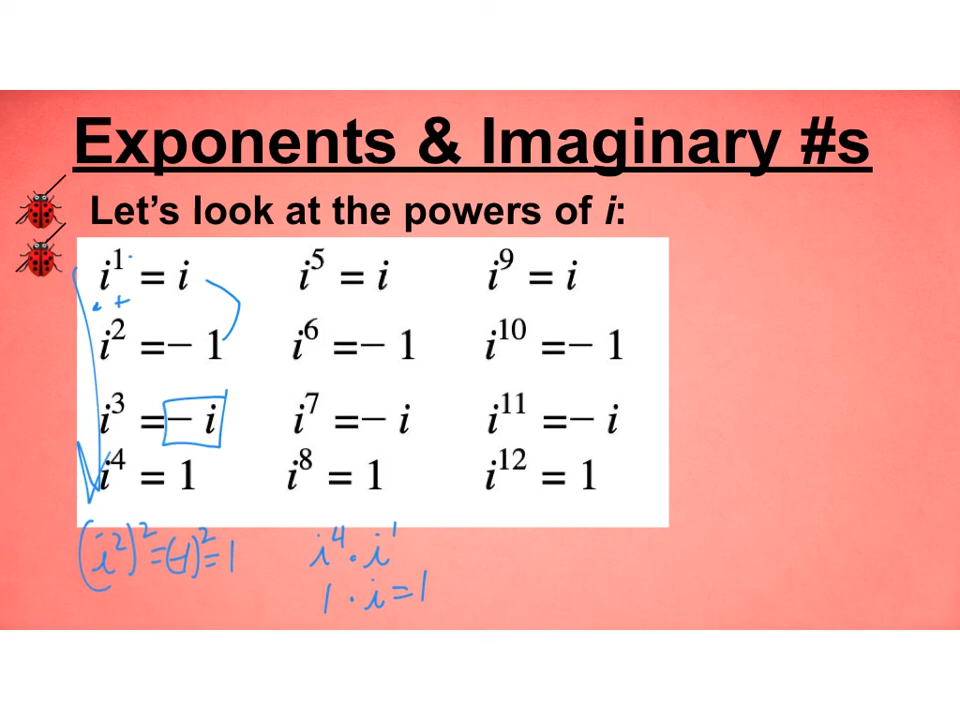 Exponents & Imaginary #s
Let's look at the powers of i:
i¹ = i i⁵ = i i⁹ = i
i² =− 1 i⁶ =− 1 i¹⁰ =− 1
i³ =− i i⁷ =− i i¹¹ =− i
i⁴ = 1 i⁸ = 1 i¹² = 1
(i²)² = (-1)² = 1 i⁴ · i¹
1 · i = 1